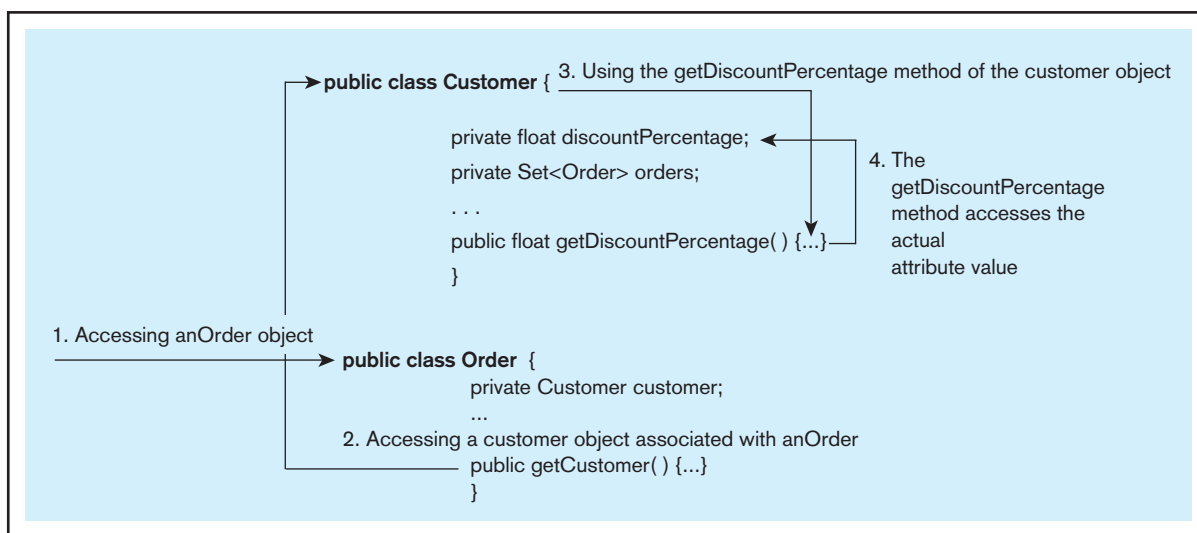 public class Customer { 3. Using the getDiscountPercentage method of the customer object
private float discountPercentage;
private Set<Order> orders;
. . .
public float getDiscountPercentage( ) {...}
}
4. The
getDiscountPercentage
method accesses the
actual
attribute value
1. Accessing anOrder object
public class Order {
private Customer customer;
...
2. Accessing a customer object associated with anOrder
public getCustomer( ) {...}
}